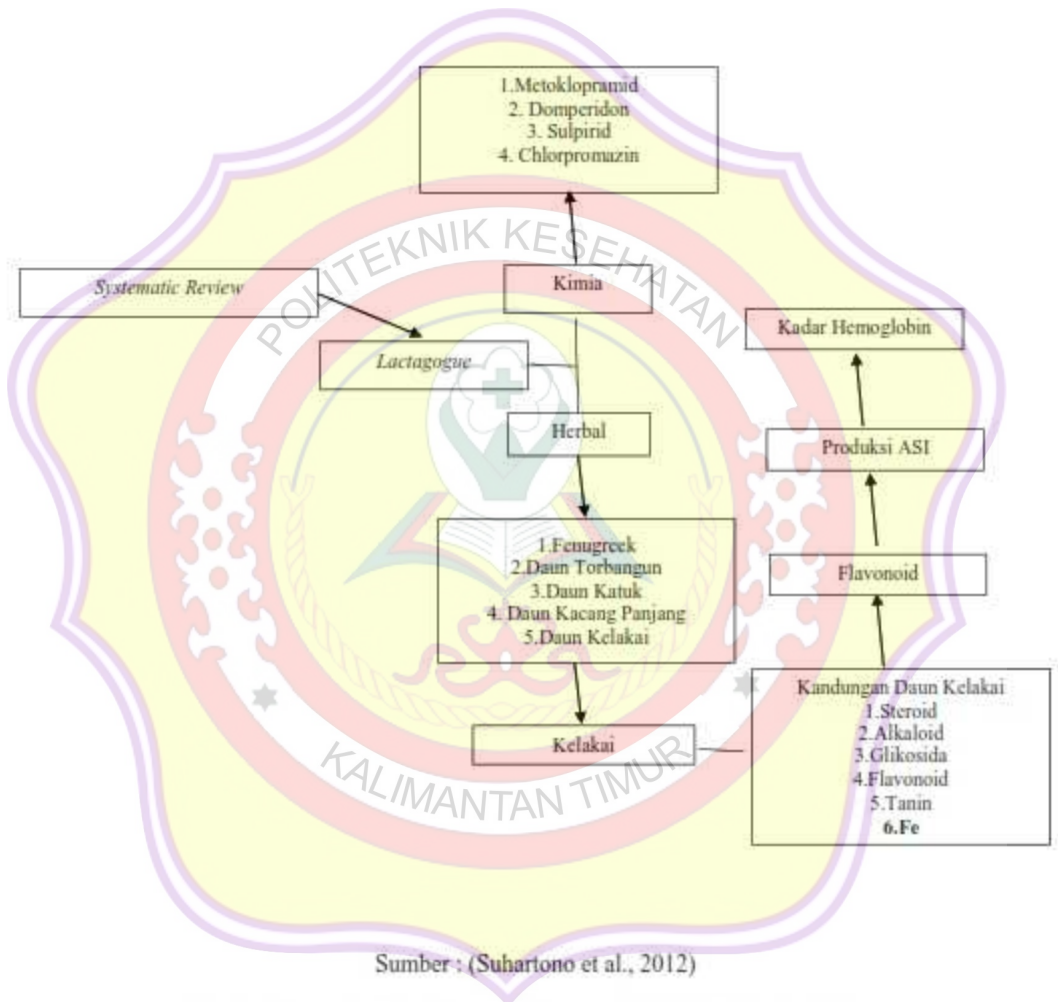 1.Metoklopramid
2. Domperidon
3. Sulpirid
4. Chlorpromazin
POLITEKNIK KESEHATAN
Systematic Review
Kimia
Kadar Hemoglobin
Lactagogue
Herbal
Produksi ASI
1.Fenugreek
2.Daun Torbangun
3.Daun Katuk
4. Daun Kacang Panjang
5.Daun Kelakai
Flavonoid
Kelakai
Kandungan Daun Kelakai
1.Steroid
2.Alkaloid
3.Glikosida
4.Flavonoid
5.Tanin
6.Fe
KALIMANTAN TIMUR
Sumber : (Suhartono et al., 2012)